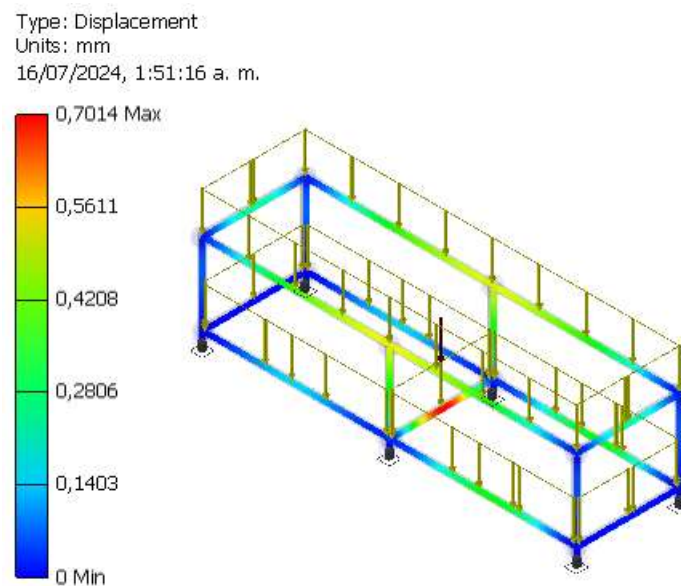 Type: Displacement
Units: mm
16/07/2024, 1:51:16 a. m.
0,7014 Max
0,5611
0,4208
0,2806
0,1403
0 Min